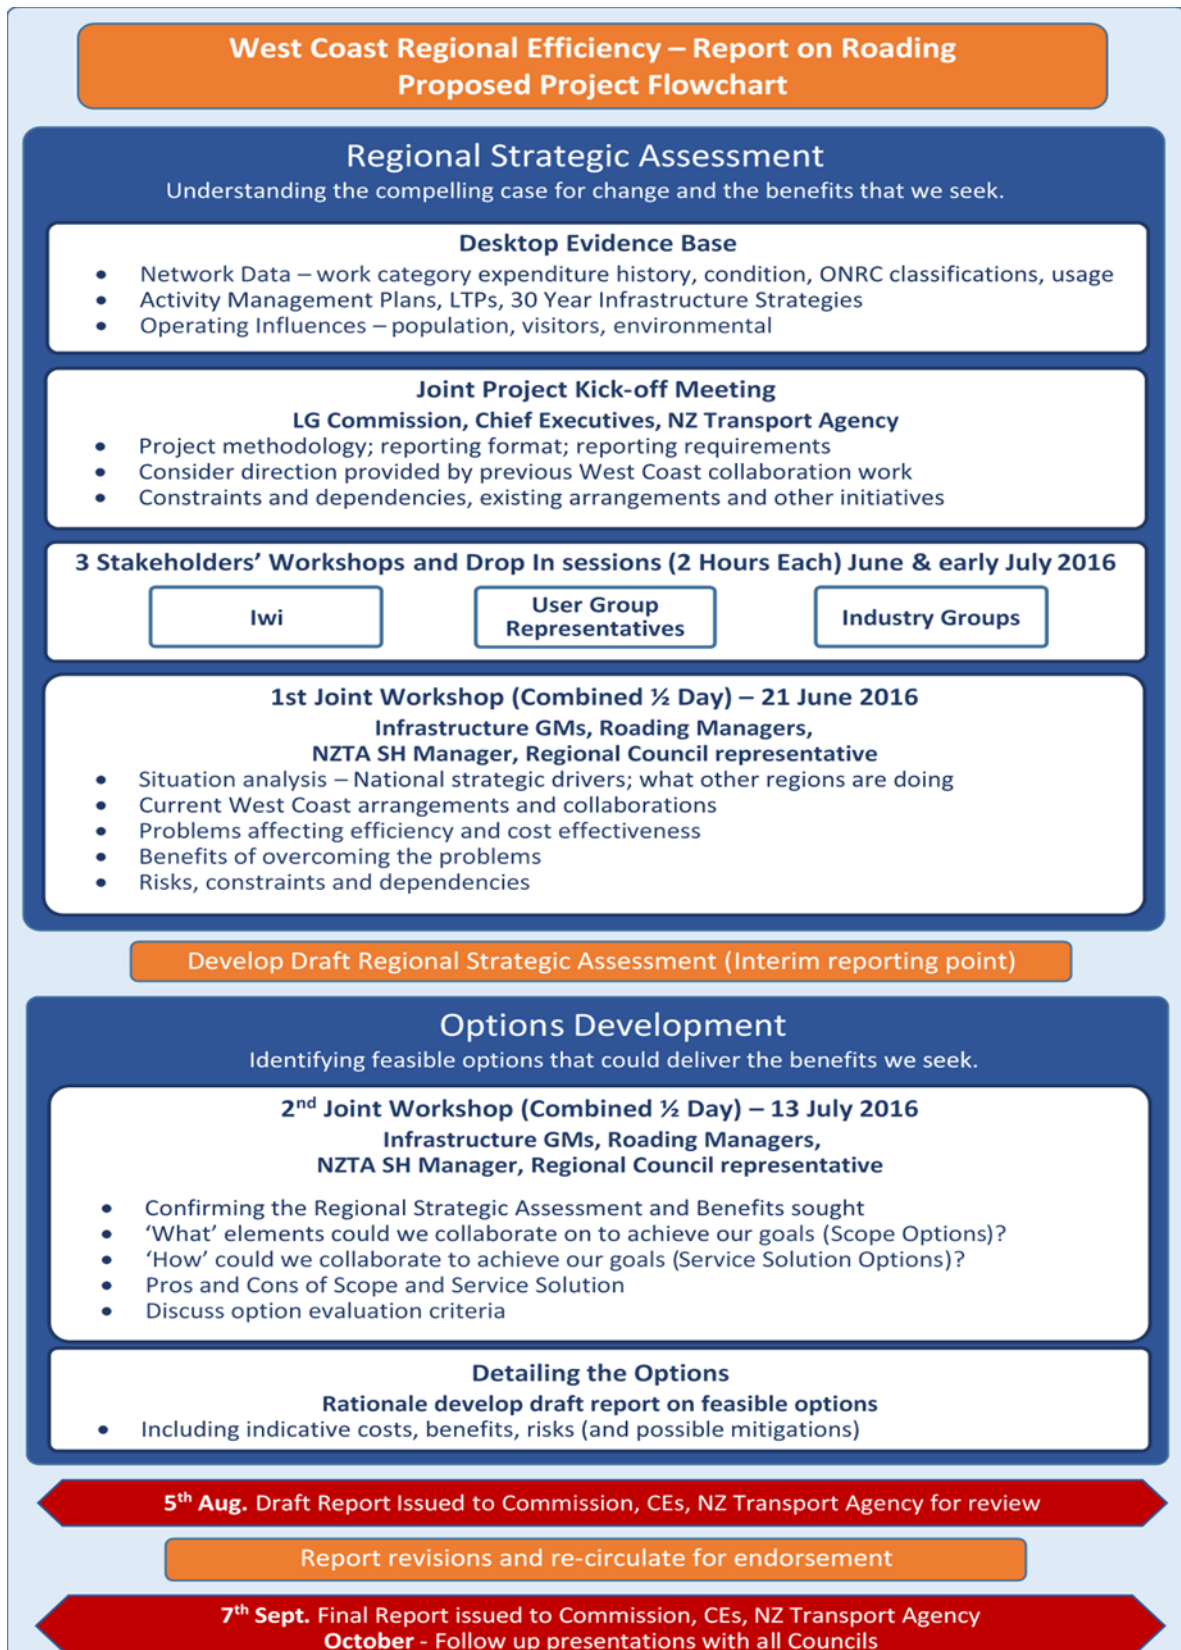 West Coast Regional Efficiency – Report on Roading
Proposed Project Flowchart
Regional Strategic Assessment
Understanding the compelling case for change and the benefits that we seek.
Desktop Evidence Base
• Network Data – work category expenditure history, condition, ONRC classifications, usage
• Activity Management Plans, LTPs, 30 Year Infrastructure Strategies
• Operating Influences – population, visitors, environmental
Joint Project Kick-off Meeting
LG Commission, Chief Executives, NZ Transport Agency
• Project methodology; reporting format; reporting requirements
• Consider direction provided by previous West Coast collaboration work
• Constraints and dependencies, existing arrangements and other initiatives
3 Stakeholders’ Workshops and Drop In sessions (2 Hours Each) June & early July 2016
Iwi
User Group
Representatives
Industry Groups
1st Joint Workshop (Combined ½ Day) – 21 June 2016
Infrastructure GMs, Roading Managers,
NZTA SH Manager, Regional Council representative
• Situation analysis – National strategic drivers; what other regions are doing
• Current West Coast arrangements and collaborations
• Problems affecting efficiency and cost effectiveness
• Benefits of overcoming the problems
• Risks, constraints and dependencies
Develop Draft Regional Strategic Assessment (Interim reporting point)
Options Development
Identifying feasible options that could deliver the benefits we seek.
2nd Joint Workshop (Combined ½ Day) – 13 July 2016
Infrastructure GMs, Roading Managers,
NZTA SH Manager, Regional Council representative
• Confirming the Regional Strategic Assessment and Benefits sought
• ‘What’ elements could we collaborate on to achieve our goals (Scope Options)?
• ‘How’ could we collaborate to achieve our goals (Service Solution Options)?
• Pros and Cons of Scope and Service Solution
• Discuss option evaluation criteria
Detailing the Options
Rationale develop draft report on feasible options
• Including indicative costs, benefits, risks (and possible mitigations)
5th Aug. Draft Report Issued to Commission, CEs, NZ Transport Agency for review
Report revisions and re-circulate for endorsement
7th Sept. Final Report issued to Commission, CEs, NZ Transport Agency
October - Follow up presentations with all Councils